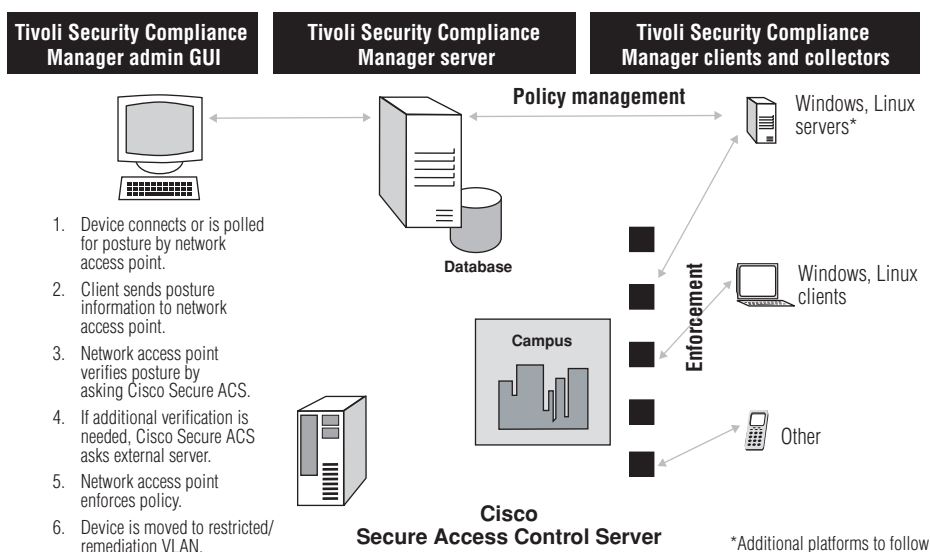 Tivoli Security Compliance
Manager admin GUI
Tivoli Security Compliance
Manager server
Tivoli Security Compliance
Manager clients and collectors
Policy management
Windows, Linux
servers*
1. Device connects or is polled
for posture by network
access point.
2. Client sends posture
information to network
access point.
3. Network access point
verifies posture by
asking Cisco Secure ACS.
4. If additional verification is
needed, Cisco Secure ACS
asks external server.
5. Network access point
enforces policy.
6. Device is moved to restricted/
remediation VLAN.
Database
Campus
Enforcement
Windows, Linux
clients
Other
Cisco
Secure Access Control Server
*Additional platforms to follow